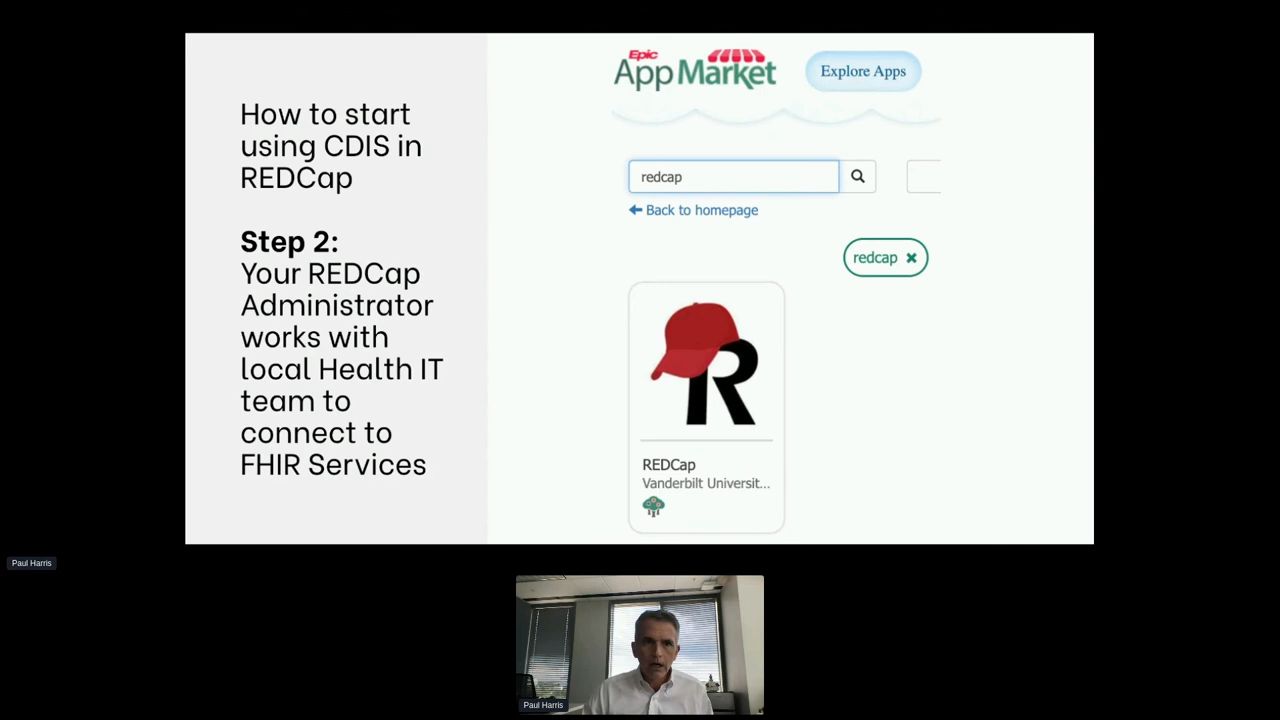 How to start
using CDIS in
REDCap
Step 2:
Your REDCap
Administrator
works with
local Health IT
team to
connect to
FHIR Services
Epic
App Market
Explore Apps
redcap
Back to homepage
redcap
R
REDCap
Vanderbilt Universit...
Paul Harris
Paul Harris